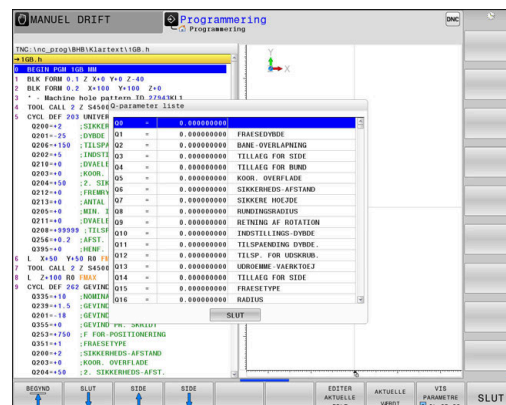 MANUEL DRIFT
Programmering
Programmering
DNC
TNC:\nc_prog\BHB\Klartext\1GB.h
→1GB.h
0 BEGIN PGM 1GB MM
1 BLK FORM 0.1 Z X+0 Y+0 Z-40
2 BLK FORM 0.2 X+100 Y+100 Z+0
3 * - Machine hole pattern ID 27943KL1
4 TOOL CALL 2 Z S4500
5 CYCL DEF 203 UNIVER
Q200=+2 ;SIKKER
Q201=-25 ;DYBDE
Q206=+150 ;TILSPA
Q202=+5 ;INDSTI
Q210=+0 ;DVAELE
Q203=+0 ;KOOR.
Q204=+50 ;2. SIK
Q212=+0 ;FREMRY
Q213=+0 ;ANTAL
Q205=+0 ;MIN. I
Q211=+0 ;DVAELE
Q208=+99999 ;TILSP
Q256=+0.2 ;AFST.
Q395=+0 ;HENF.
6 L X+50 Y+50 R0 FM
7 TOOL CALL 2 Z S4500
8 L Z+100 R0 FMAX
9 CYCL DEF 262 GEVIND
Q335=+10 ;NOMINA
Q239=+1.5 ;GEVIND
Q201=-18 ;GEVIND
Q355=+0 ;GEVIND PR. SKRIDT
Q253=+750 ;F FOR-POSITIONERING
Q351=+1 ;FRAESETYPE
Q200=+2 ;SIKKERHEDS-AFSTAND
Q203=+0 ;KOOR. OVERFLADE
Q204=+50 ;2. SIKKERHEDS-AFST.
Y
X
Q-parameter liste
Q0 = 0.000000000
Q1 = 0.000000000 FRAESEDYBDE
Q2 = 0.000000000 BANE-OVERLAPNING
Q3 = 0.000000000 TILLAEG FOR SIDE
Q4 = 0.000000000 TILLAEG FOR BUND
Q5 = 0.000000000 KOOR. OVERFLADE
Q6 = 0.000000000 SIKKERHEDS-AFSTAND
Q7 = 0.000000000 SIKKERE HOEJDE
Q8 = 0.000000000 RUNDINGSRADIUS
Q9 = 0.000000000 RETNING AF ROTATION
Q10 = 0.000000000 INDSTILLINGS-DYBDE
Q11 = 0.000000000 TILSPAENDING DYBDE.
Q12 = 0.000000000 TILSP. FOR UDSKRUB.
Q13 = 0.000000000 UDROEMME-VAERKTOEJ
Q14 = 0.000000000 TILLAEG FOR SIDE
Q15 = 0.000000000 FRAESETYPE
Q16 = 0.000000000 RADIUS
SLUT
BEGYND
SLUT
SIDE
SIDE
EDITER
AKTUELLE
AKTUELLE
VÆRDI
VIS
PARAMETRE
SLUT